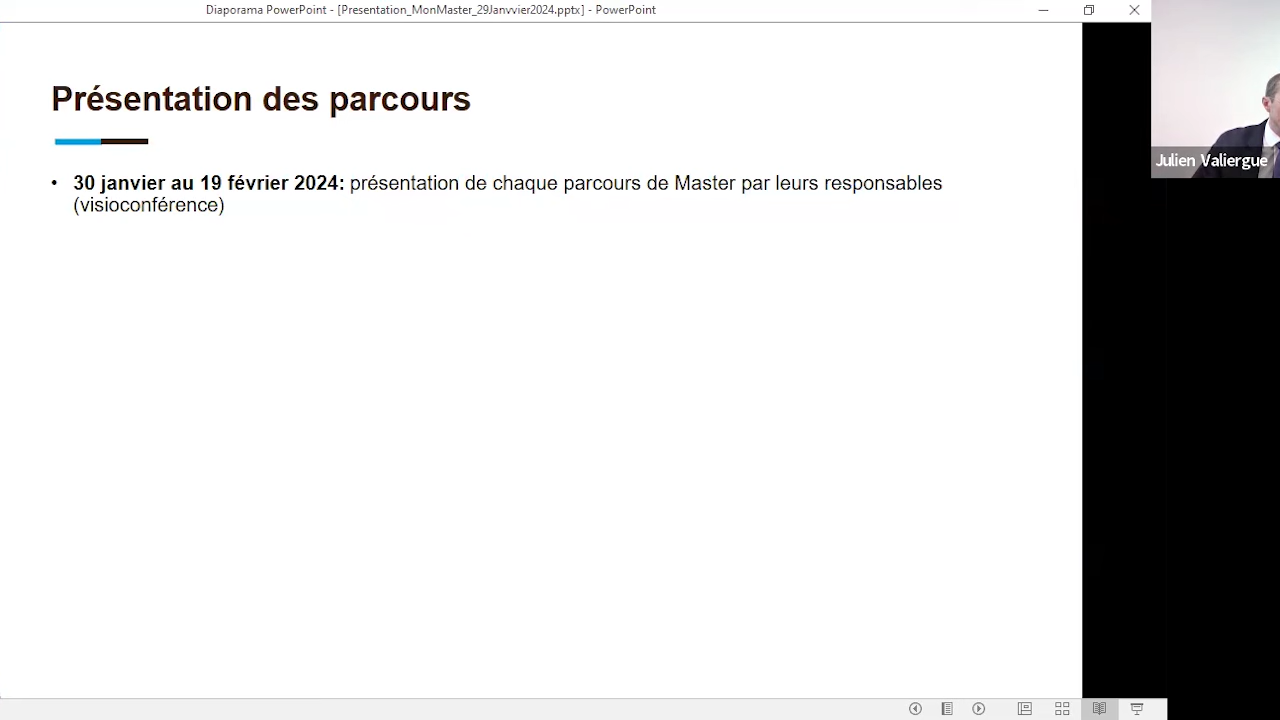 Diaporama PowerPoint - [Presentation_MonMaster_29Janvvier2024.pptx] - PowerPoint
Présentation des parcours
• 30 janvier au 19 février 2024: présentation de chaque parcours de Master par leurs responsables
(visioconférence)
Julien Valiergue